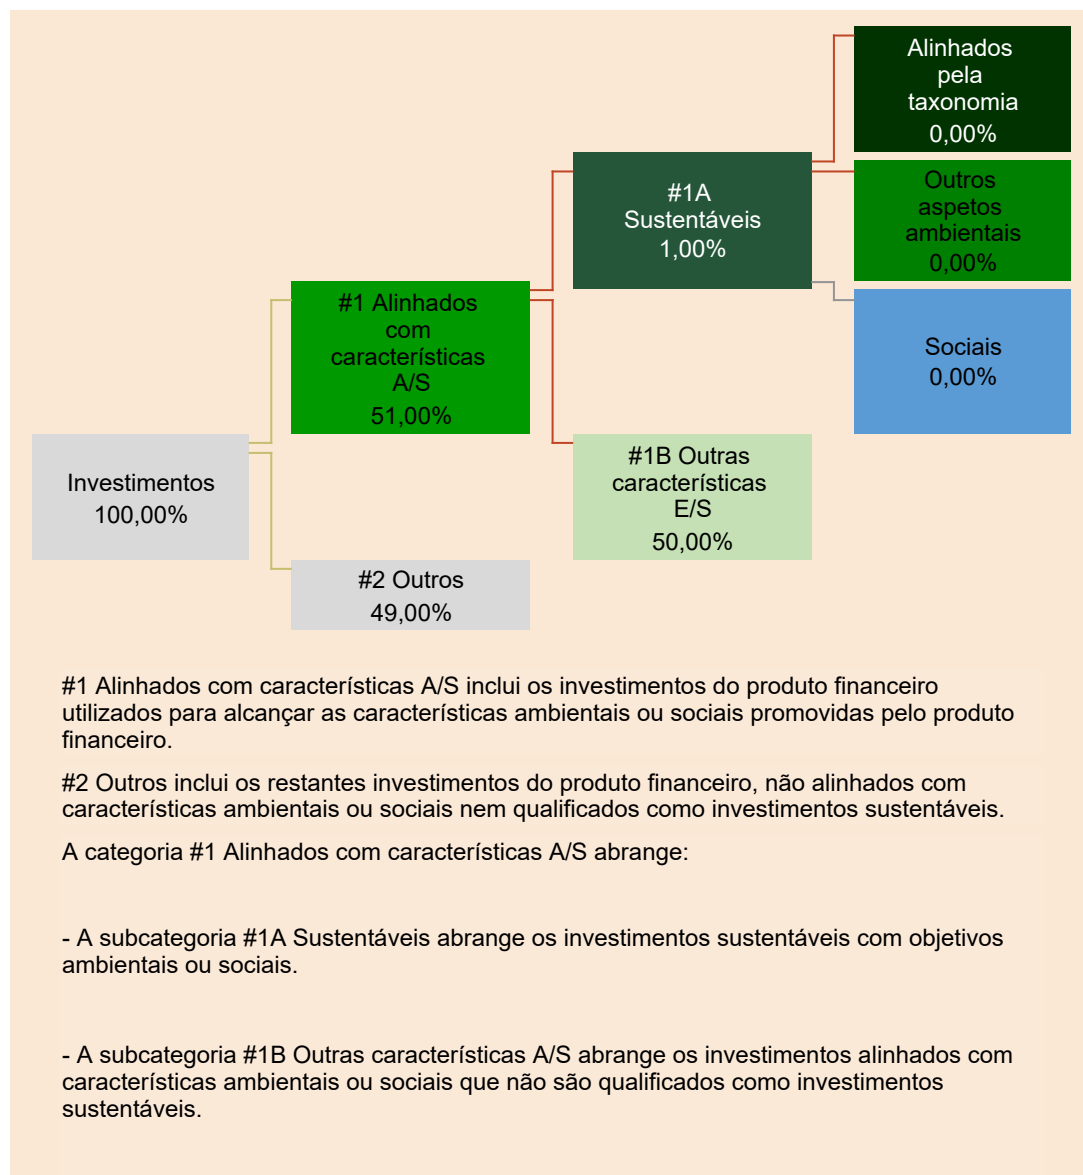 Alinhados
pela
taxonomia
0,00%
#1A
Sustentáveis
1,00%
Outros
aspetos
ambientais
0,00%
#1 Alinhados
com
características
A/S
51,00%
Sociais
0,00%
Investimentos
100,00%
#1B Outras
características
E/S
50,00%
#2 Outros
49,00%
#1 Alinhados com características A/S inclui os investimentos do produto financeiro
utilizados para alcançar as características ambientais ou sociais promovidas pelo produto
financeiro.
#2 Outros inclui os restantes investimentos do produto financeiro, não alinhados com
características ambientais ou sociais nem qualificados como investimentos sustentáveis.
A categoria #1 Alinhados com características A/S abrange:
- A subcategoria #1A Sustentáveis abrange os investimentos sustentáveis com objetivos
ambientais ou sociais.
- A subcategoria #1B Outras características A/S abrange os investimentos alinhados com
características ambientais ou sociais que não são qualificados como investimentos
sustentáveis.